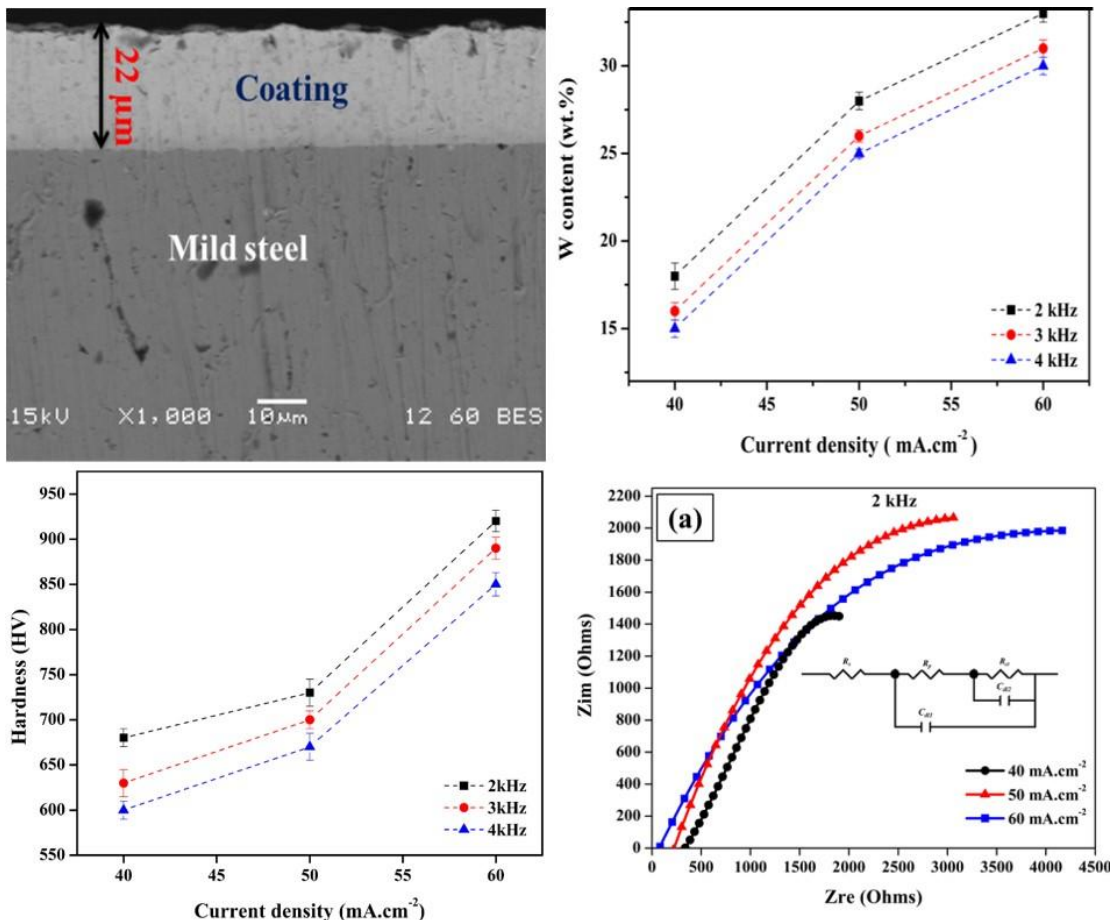 22 μm
Coating
Mild steel
15kV X1,000 10μm 12 60 BES
W content (wt.%)
30
25
20
15
2 kHz
3 kHz
4 kHz
40 45 50 55 60
Current density ( mA.cm-2)
Hardness (HV)
950
900
850
800
750
700
650
600
550
2kHz
3kHz
4kHz
40 50 60
Current density (mA.cm-2)
(a)
2 kHz
Zim (Ohms)
2200
2000
1800
1600
1400
1200
1000
800
600
400
200
0
Cdl2
Cdl1
40 mA.cm-2
50 mA.cm-2
60 mA.cm-2
0 500 1000 1500 2000 2500 3000 3500 4000 4500
Zre (Ohms)